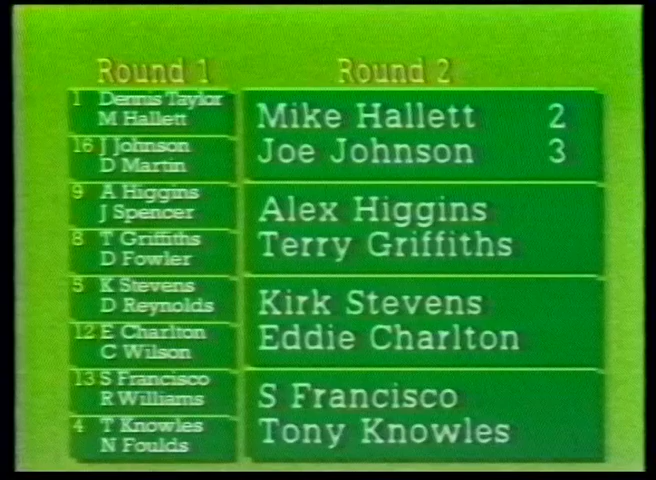 Round 1
Round 2
1 Dennis Taylor
M Hallett
16 J Johnson
D Martin
9 A Higgins
J Spencer
8 T Griffiths
D Fowler
5 K Stevens
D Reynolds
12 E Charlton
C Wilson
13 S Francisco
R Williams
4 T Knowles
N Foulds
Mike Hallett 2
Joe Johnson 3
Alex Higgins
Terry Griffiths
Kirk Stevens
Eddie Charlton
S Francisco
Tony Knowles